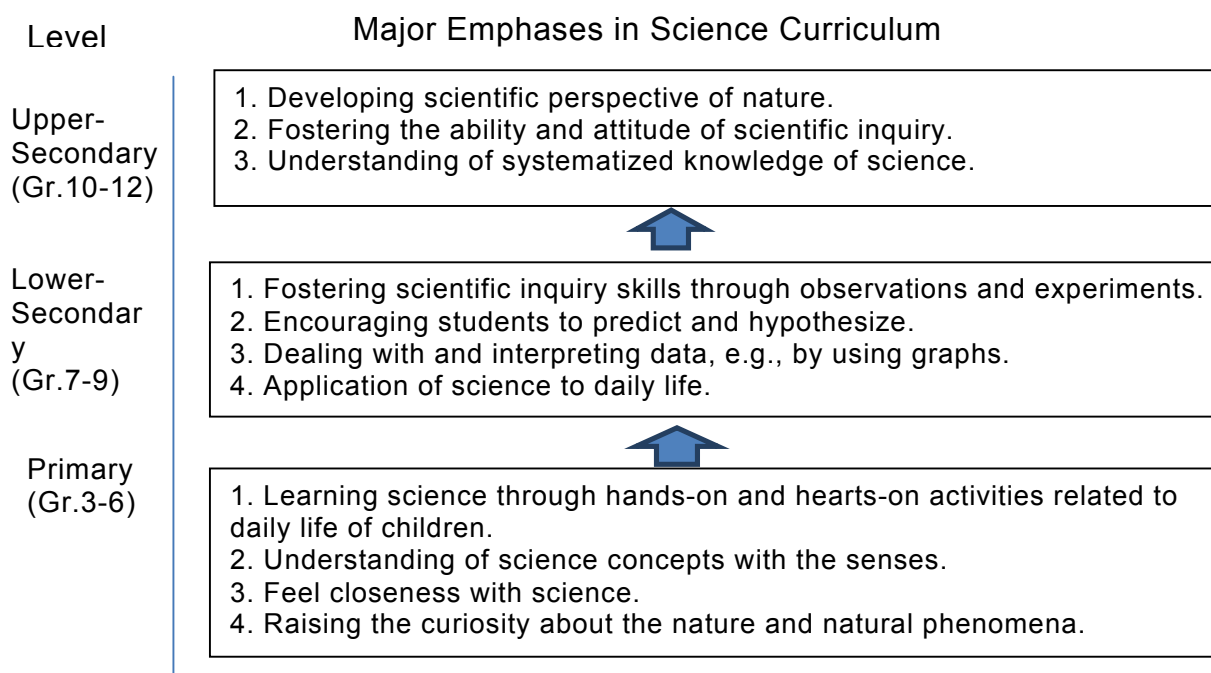 Level
Major Emphases in Science Curriculum
Upper-
Secondary
(Gr.10-12)
1. Developing scientific perspective of nature.
2. Fostering the ability and attitude of scientific inquiry.
3. Understanding of systematized knowledge of science.
Lower-
Secondar
y
(Gr.7-9)
1. Fostering scientific inquiry skills through observations and experiments.
2. Encouraging students to predict and hypothesize.
3. Dealing with and interpreting data, e.g., by using graphs.
4. Application of science to daily life.
Primary
(Gr.3-6)
1. Learning science through hands-on and hearts-on activities related to
daily life of children.
2. Understanding of science concepts with the senses.
3. Feel closeness with science.
4. Raising the curiosity about the nature and natural phenomena.